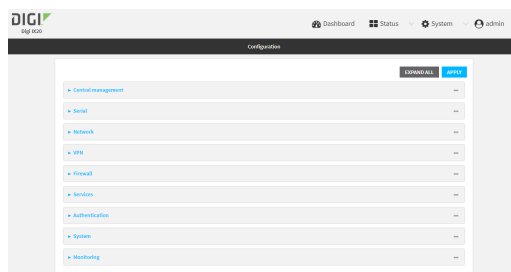 DIGI
Digi IX20
Dashboard Status System admin
Configuration
EXPAND ALL APPLY
Central management
Serial
Network
VPN
Firewall
Services
Authentication
System
Monitoring